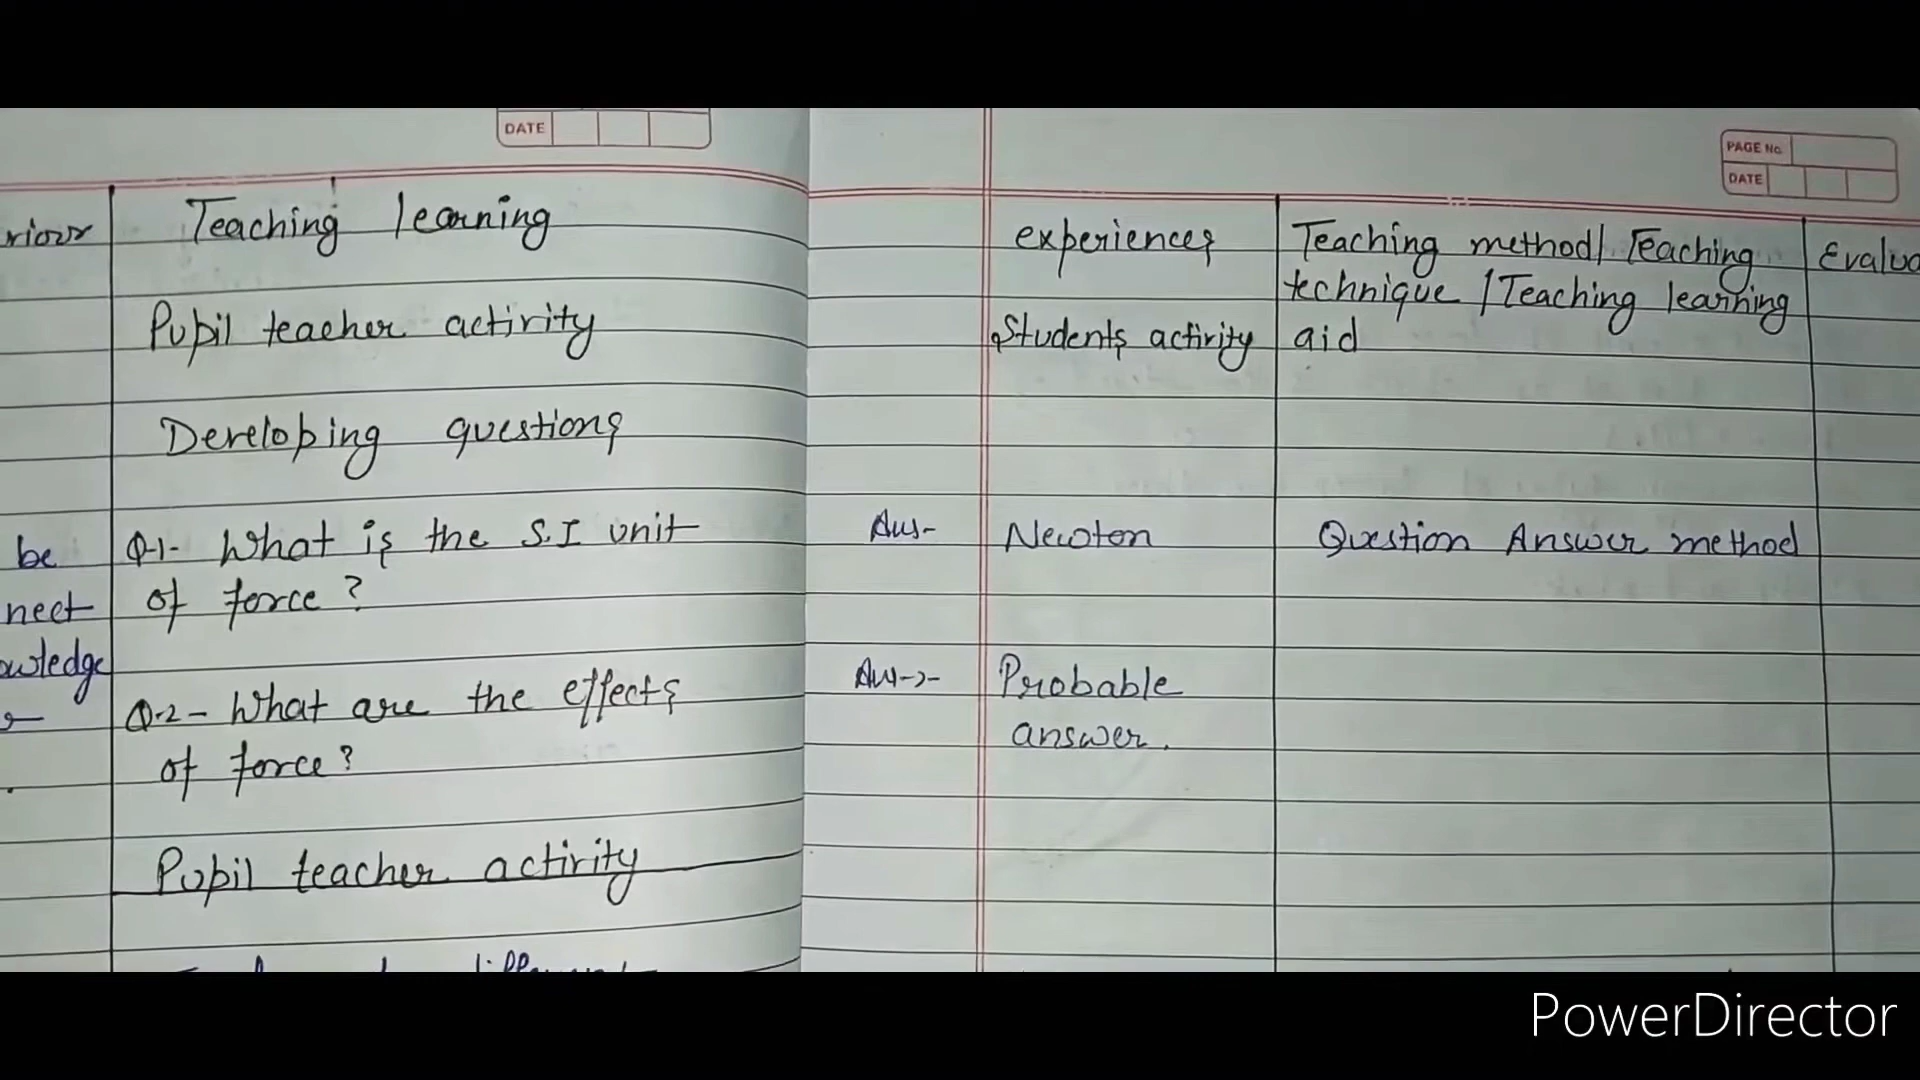 DATE
PAGE No.
DATE
Teaching learning
experiences
Teaching method/Teaching
technique/Teaching learning
aid
Pupil teacher activity
Students activity
Developing questions
be
Q.1- What is the S.I unit
of force?
Ans-
Newton
Question Answer method
Q.2- What are the effects
of force?
Probable
answer.
Pupil teacher activity
PowerDirector